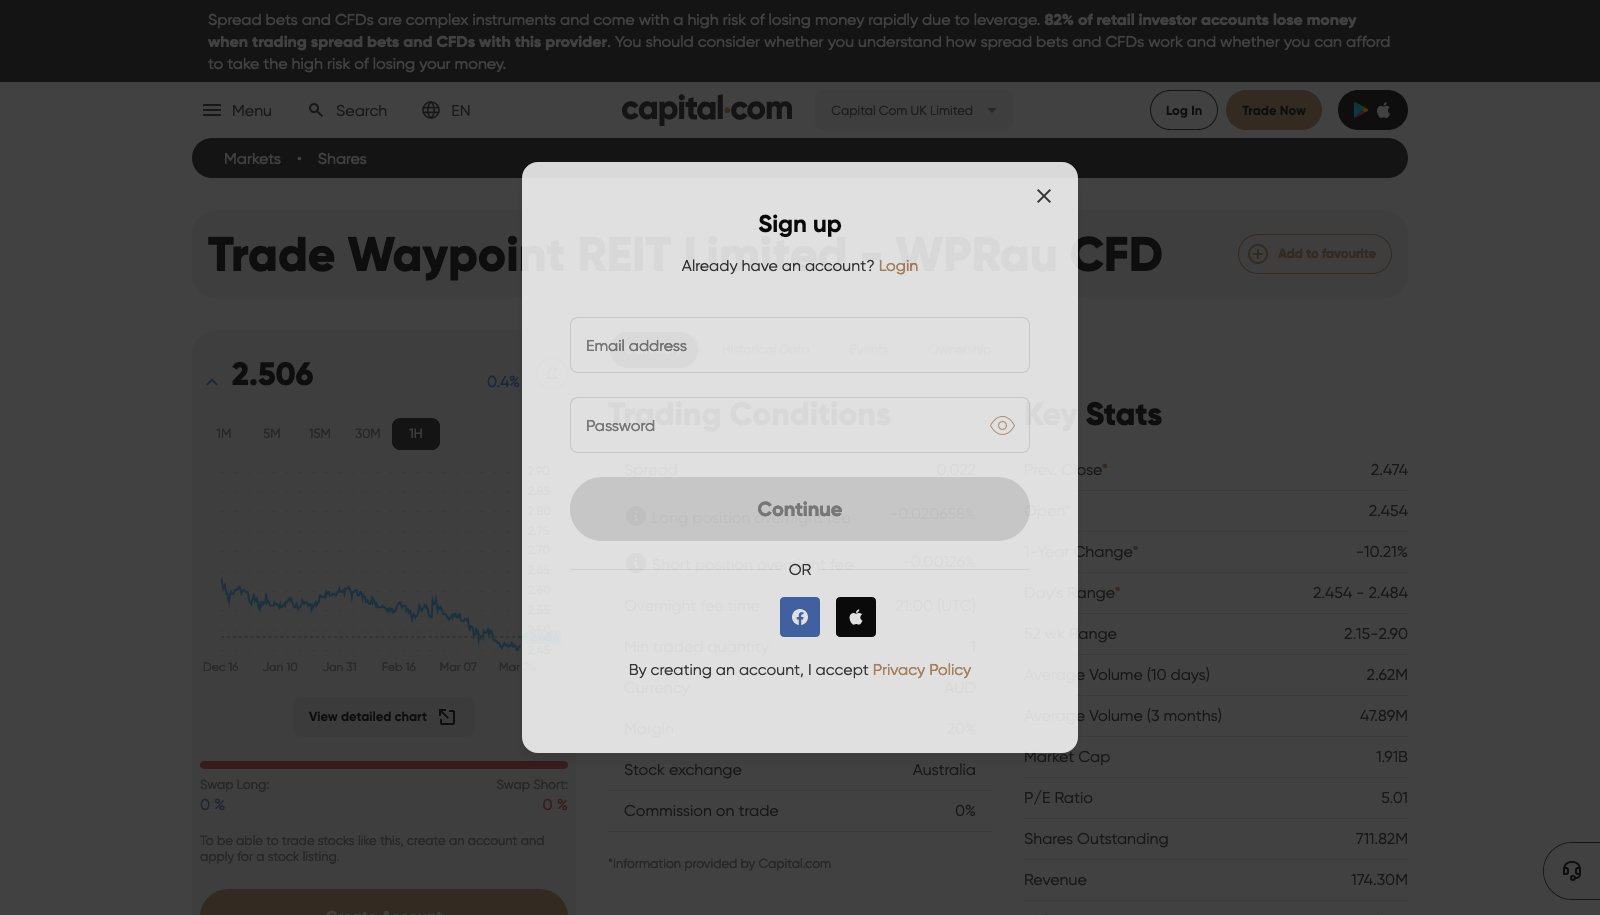 Spread bets and CFDs are complex instruments and come with a high risk of losing money rapidly due to leverage. 82% of retail investor accounts lose money
when trading spread bets and CFDs with this provider. You should consider whether you understand how spread bets and CFDs work and whether you can afford
to take the high risk of losing your money.
Menu Search EN capital.com Capital Com UK Limited Log In Trade Now
Markets • Shares
Trade Waypoint REIT Limited - WPRau CFD
Add to favourite
Sign up
Already have an account? Login
Email address
Password
Continue
OR
By creating an account, I accept Privacy Policy
2.506
0.4%
1M 5M 15M 30M 1H
Dec 16 Jan 10 Jan 31 Feb 16 Mar 07 Mar
View detailed chart
Swap Long: Swap Short:
0 % 0 %
To be able to trade stocks like this, create an account and
apply for a stock listing.
Create Account
Trading Conditions
Spread 0.022
Long position overnight fee -0.020658%
Short position overnight fee -0.00126%
Overnight fee time 21:00 (UTC)
Min traded quantity 1
Currency AUD
Margin 20%
Stock exchange Australia
Commission on trade 0%
*Information provided by Capital.com
Key Stats
Prev. Close* 2.474
Open* 2.454
1-Year Change* -10.21%
Day's Range* 2.454 - 2.484
52 wk Range 2.15-2.90
Average Volume (10 days) 2.62M
Average Volume (3 months) 47.89M
Market Cap 1.91B
P/E Ratio 5.01
Shares Outstanding 711.82M
Revenue 174.30M